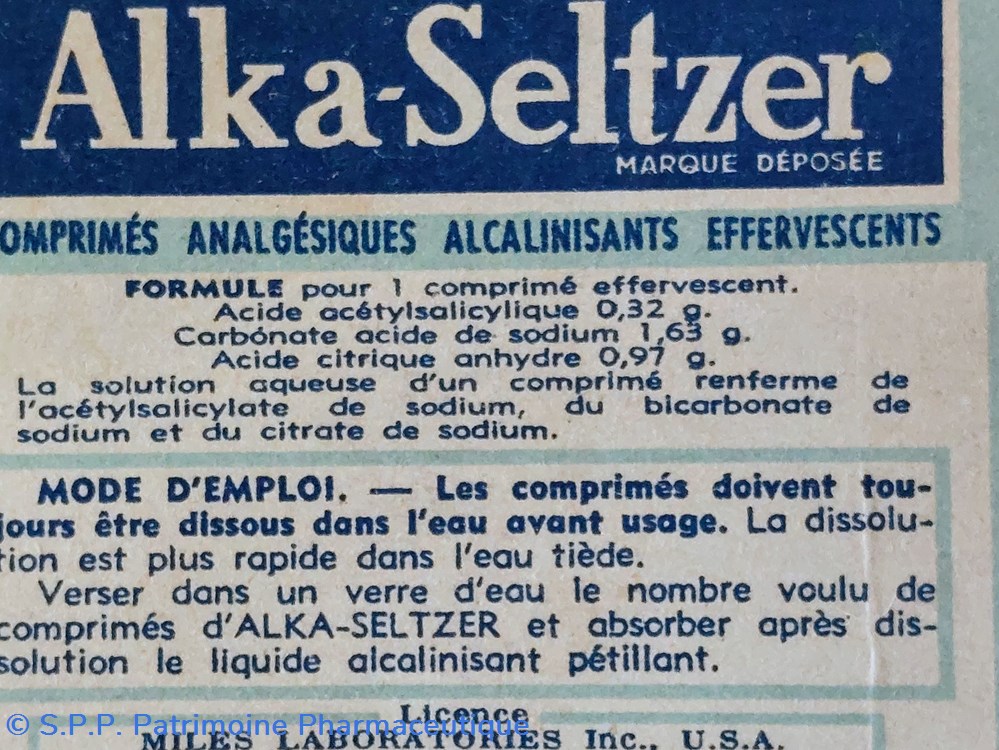 Alka-Seltzer
MARQUE DÉPOSÉE
OMPRIMÉS ANALGÉSIQUES ALCALINISANTS EFFERVESCENTS
FORMULE pour 1 comprimé effervescent.
Acide acétylsalicylique 0,32 g.
Carbonate acide de sodium 1,63 g.
Acide citrique anhydre 0,97 g.
La solution aqueuse d'un comprimé renferme de
l'acétylsalicylate de sodium, du bicarbonate de
sodium et du citrate de sodium.
MODE D'EMPLOI. — Les comprimés doivent tou-
jours être dissous dans l'eau avant usage. La dissolu-
tion est plus rapide dans l'eau tiède.
Verser dans un verre d'eau le nombre voulu de
comprimés d'ALKA-SELTZER et absorber après dis-
solution le liquide alcalinisant pétillant.
Licence
© S.P.P. Patrimoine Pharmaceutique
MILES LABORATORIES Inc., U.S.A.